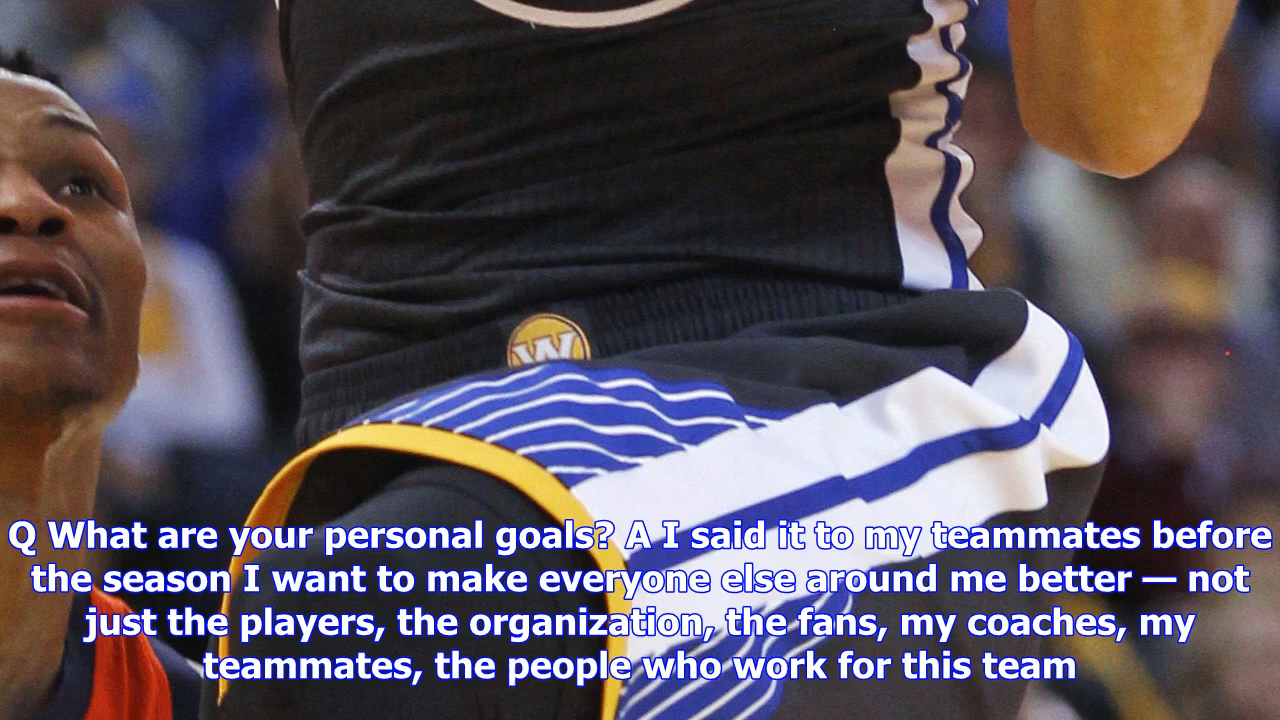 W
Q What are your personal goals? A I said it to my teammates before
the season I want to make everyone else around me better — not
just the players, the organization, the fans, my coaches, my
teammates, the people who work for this team